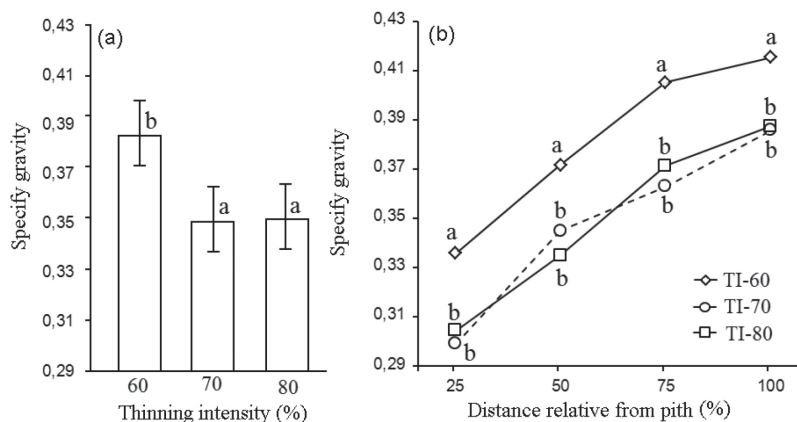 (a)
Specify gravity
0,43
0,41
0,39
0,37
0,35
0,33
0,31
0,29
b
a
a
60 70 80
Thinning intensity (%)
(b)
Specify gravity
0,43
0,41
0,39
0,37
0,35
0,33
0,31
0,29
a
a
a
a
b
b
b
b
b
b
b
b
TI-60
TI-70
TI-80
25 50 75 100
Distance relative from pith (%)